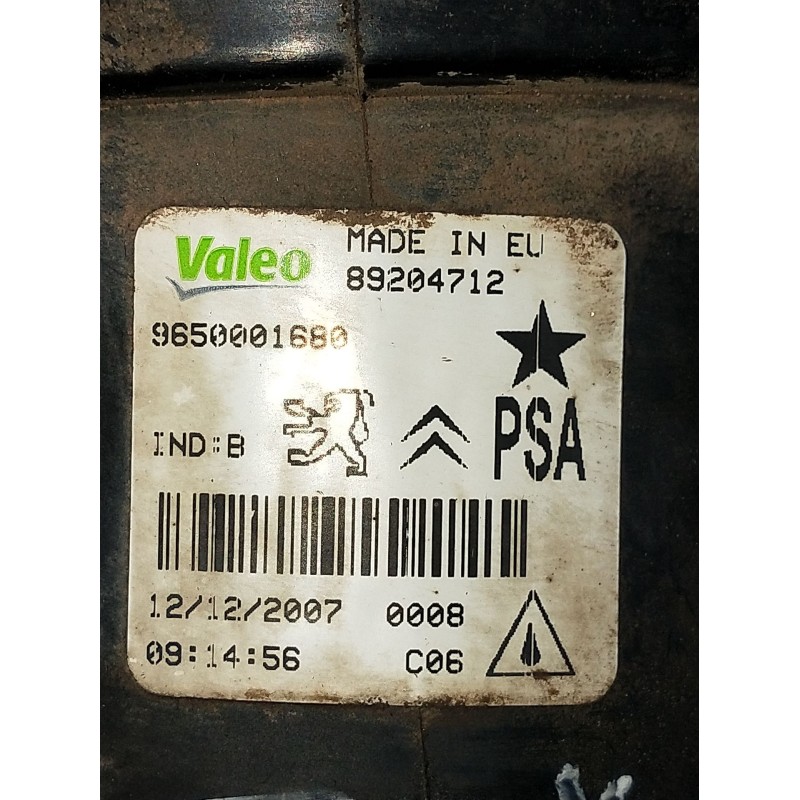 Valeo MADE IN EU
89204712
9650001680
IND:B PSA
12/12/2007 0008
09:14:56 C06